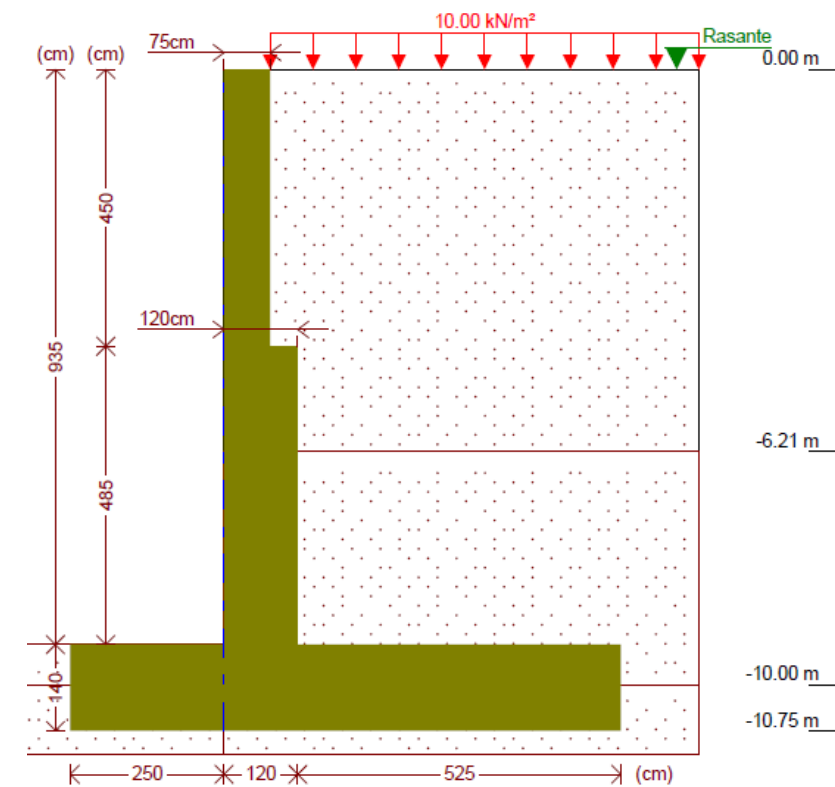 10.00 kN/m²
75cm
Rasante
(cm) (cm)
0.00 m
450
120cm
935
-6.21 m
485
140
-10.00 m
-10.75 m
250 120 525 (cm)